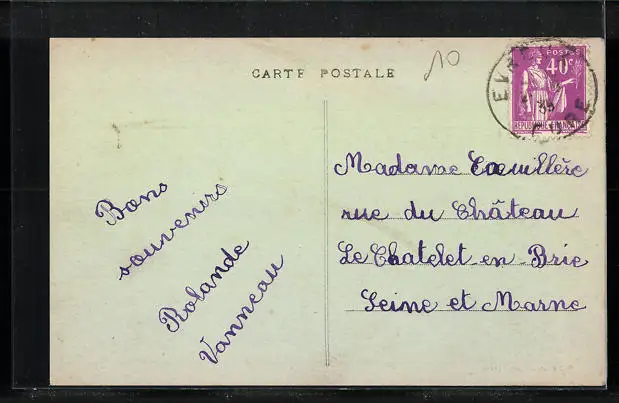 CARTE POSTALE
10
POSTES
40c
REPUBLIQUE FRANCAISE
Bons
souvenirs
Rolande
Vanneau
Madame
rue du Château
Le Chatelet-en-Brie
Seine et Marne